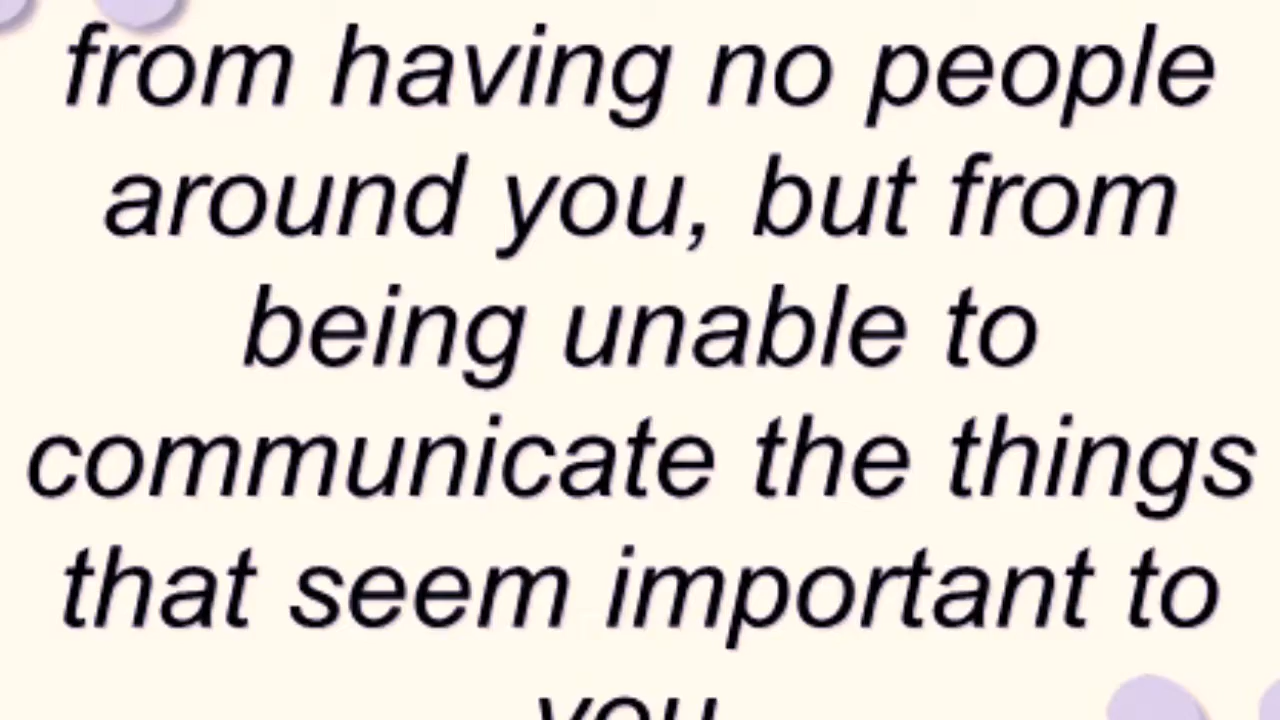 from having no people
around you, but from
being unable to
communicate the things
that seem important to
you